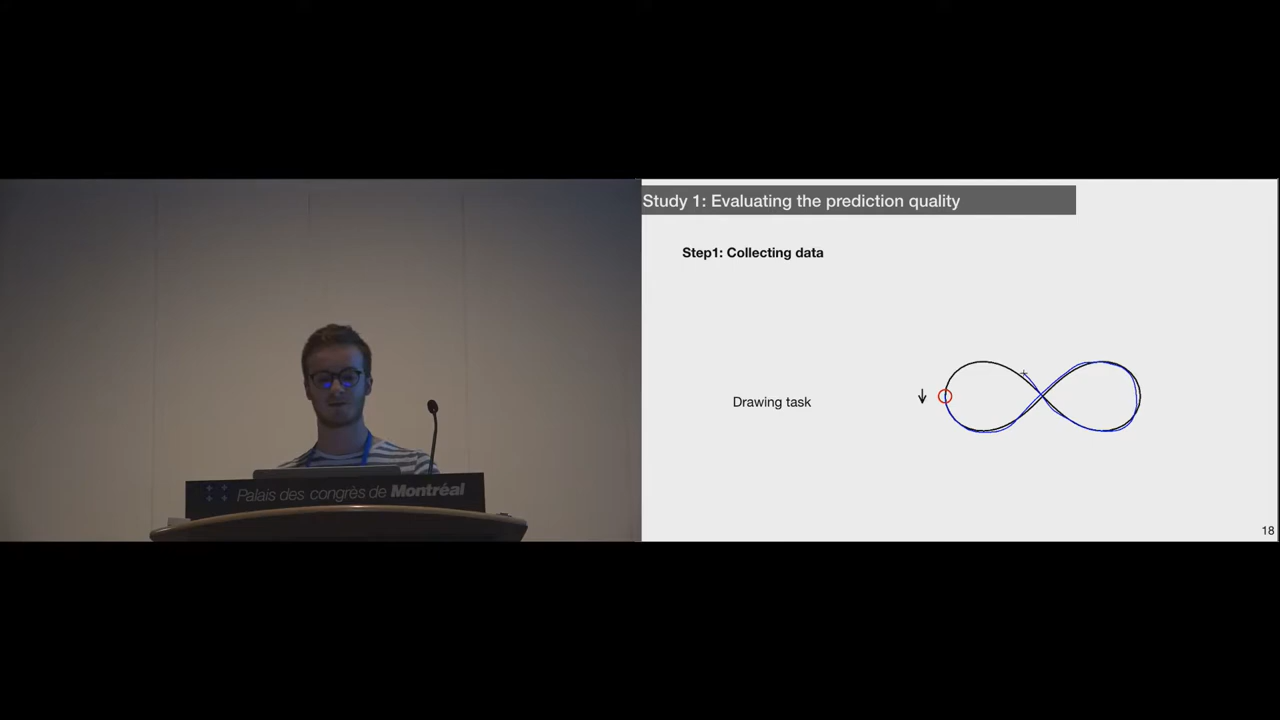 Study 1: Evaluating the prediction quality
Step1: Collecting data
Drawing task
18
Palais des congrès de Montréal